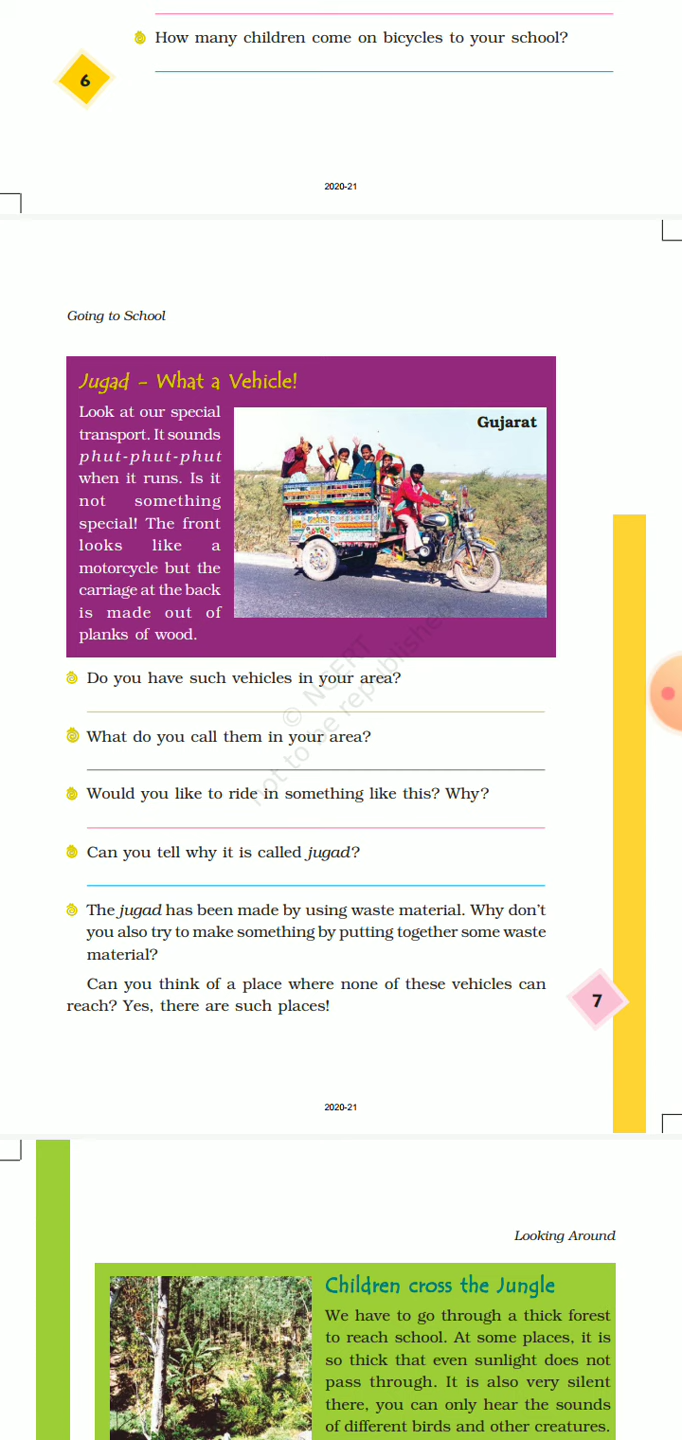 How many children come on bicycles to your school?
6
2020-21
Going to School
Jugad – What a Vehicle!
Look at our special
transport. It sounds
phut-phut-phut
when it runs. Is it
not something
special! The front
looks like a
motorcycle but the
carriage at the back
is made out of
planks of wood.
Gujarat
Do you have such vehicles in your area?
What do you call them in your area?
Would you like to ride in something like this? Why?
Can you tell why it is called jugad?
The jugad has been made by using waste material. Why don't
you also try to make something by putting together some waste
material?
Can you think of a place where none of these vehicles can
reach? Yes, there are such places!
© NCERT
not to be republished
7
2020-21
Looking Around
Children cross the Jungle
We have to go through a thick forest
to reach school. At some places, it is
so thick that even sunlight does not
pass through. It is also very silent
there, you can only hear the sounds
of different birds and other creatures.